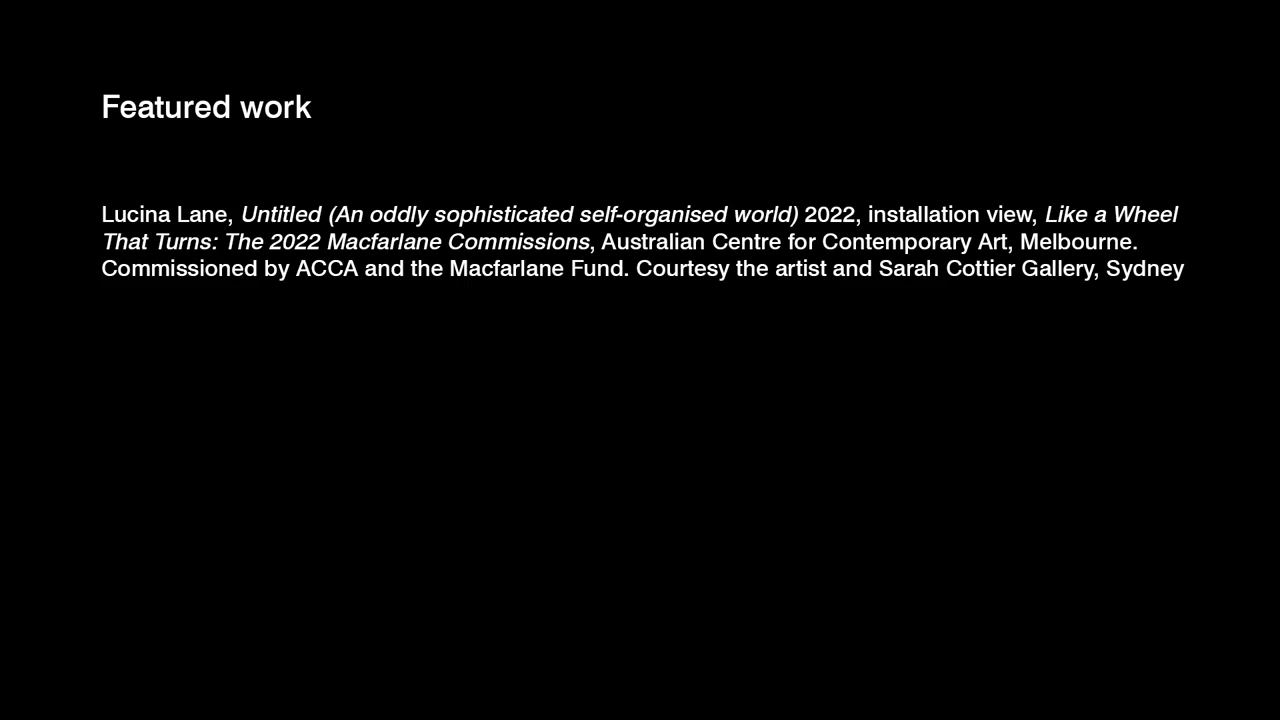 Featured work
Lucina Lane, Untitled (An oddly sophisticated self-organised world) 2022, installation view, Like a Wheel
That Turns: The 2022 Macfarlane Commissions, Australian Centre for Contemporary Art, Melbourne.
Commissioned by ACCA and the Macfarlane Fund. Courtesy the artist and Sarah Cottier Gallery, Sydney